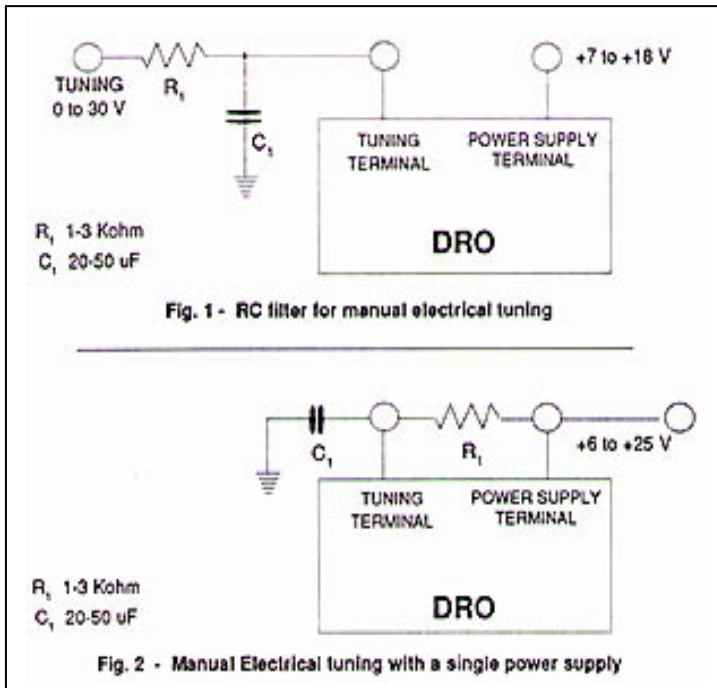 +7 to +18 V
TUNING
0 to 30 V
R₁
C₁
TUNING
TERMINAL
POWER SUPPLY
TERMINAL
DRO
R₁ 1-3 Kohm
C₁ 20-50 uF
Fig. 1 - RC filter for manual electrical tuning
C₁
R₁
+6 to +25 V
TUNING
TERMINAL
POWER SUPPLY
TERMINAL
DRO
R₁ 1-3 Kohm
C₁ 20-50 uF
Fig. 2 - Manual Electrical tuning with a single power supply